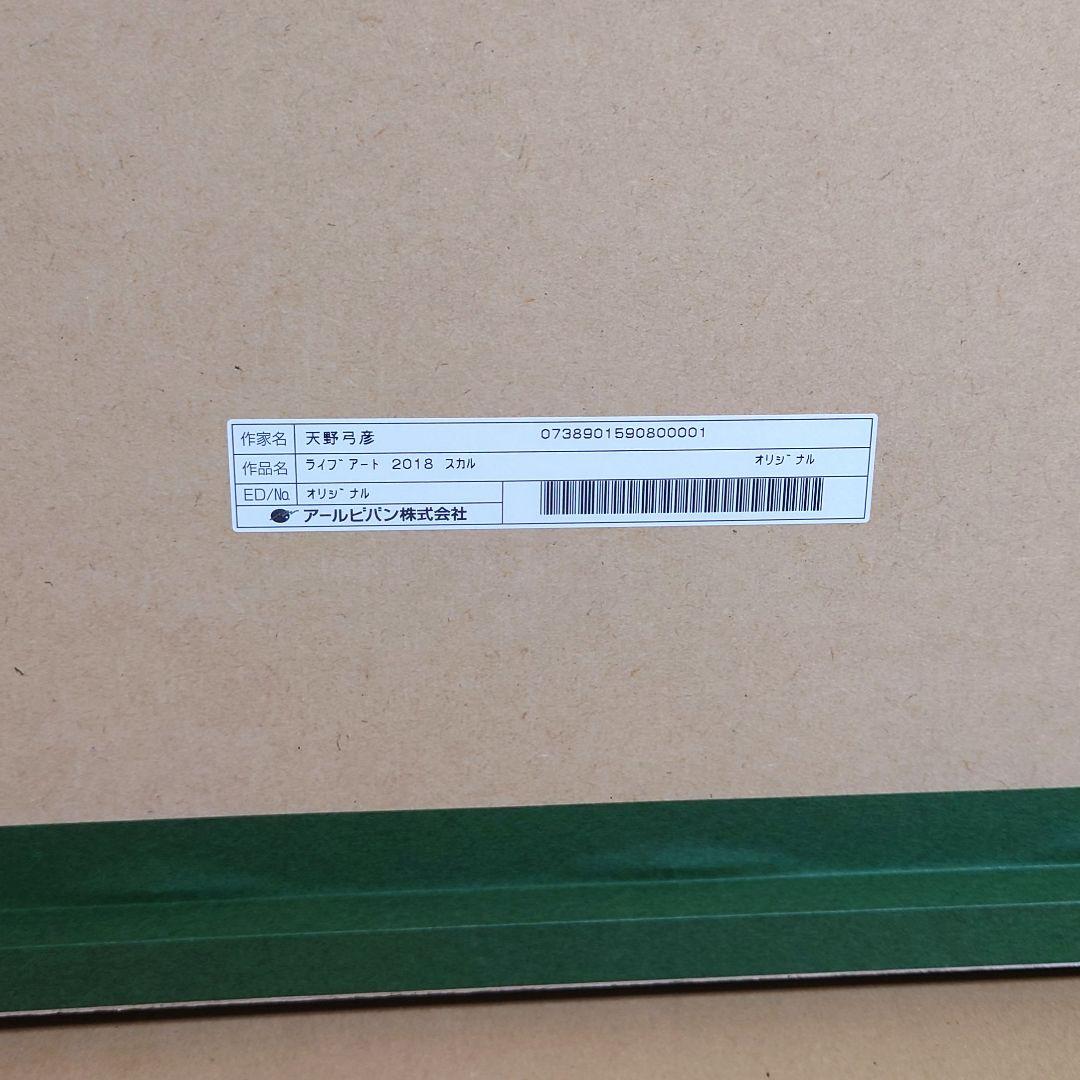 作家名 天野弓彦 0738901590800001
作品名 ライブアート 2018 スカル オリジナル
ED/No. オリジナル
アールビバン株式会社